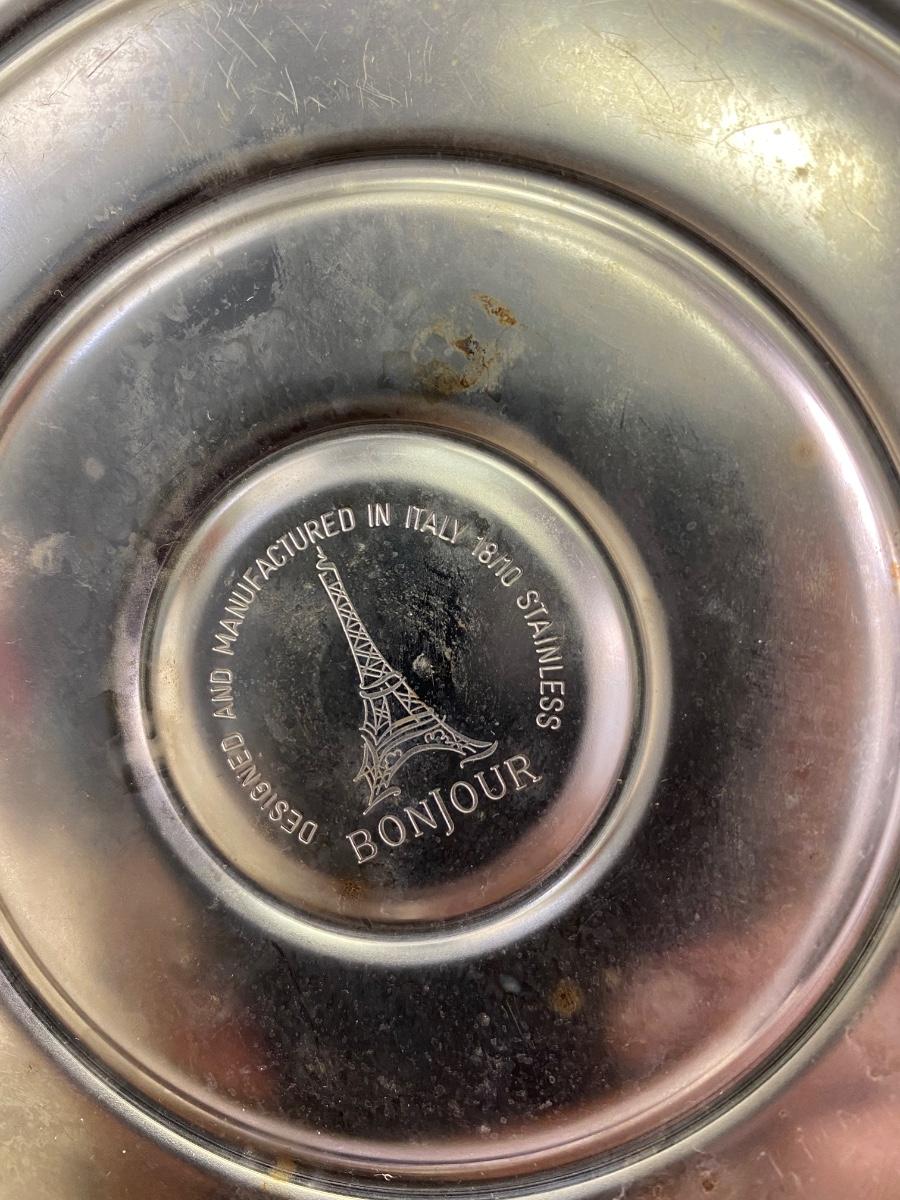 DESIGNED AND MANUFACTURED IN ITALY 18/10 STAINLESS
BONJOUR